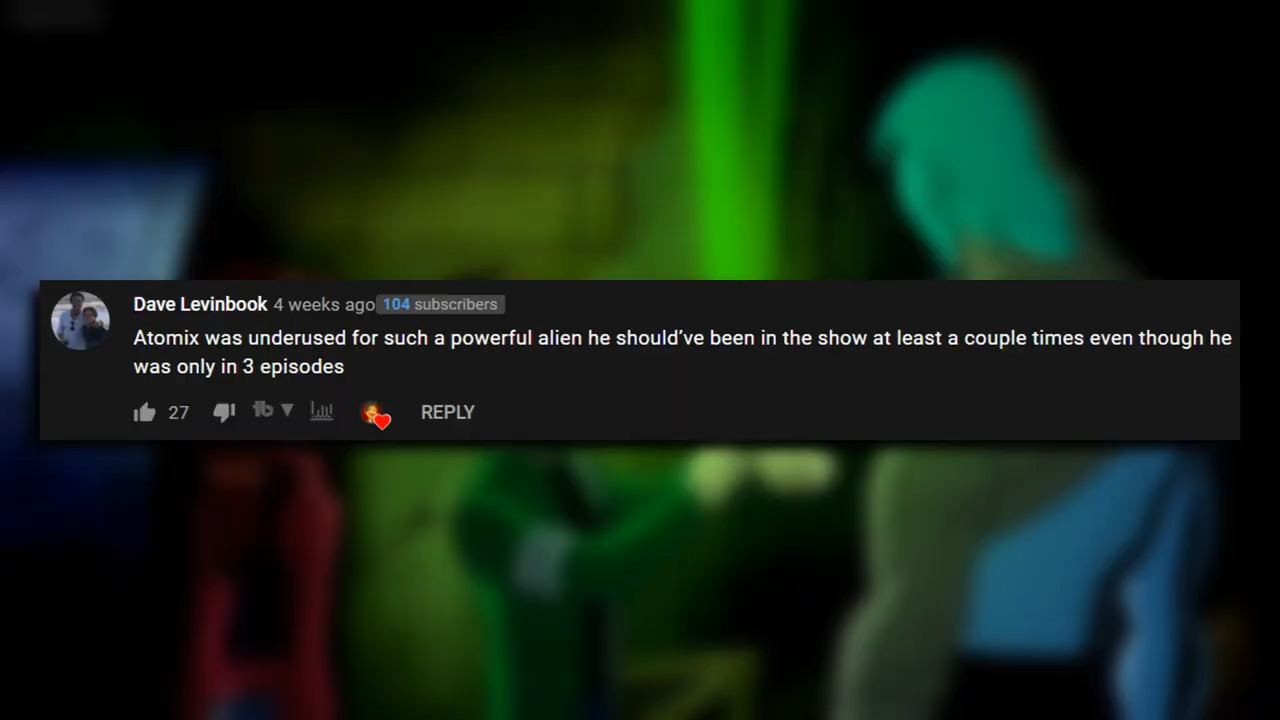 Dave Levinbook 4 weeks ago 104 subscribers
Atomix was underused for such a powerful alien he should've been in the show at least a couple times even though he
was only in 3 episodes
27 tb REPLY